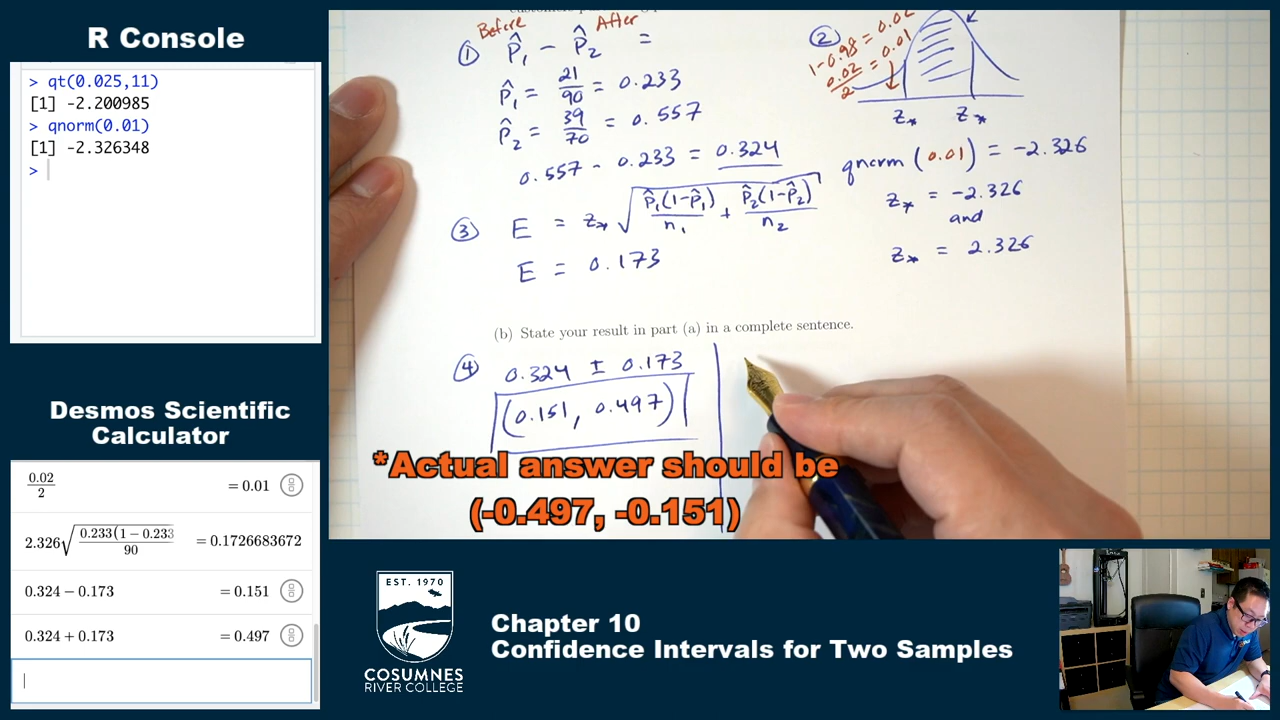 R Console
> qt(0.025,11)
[1] -2.200985
> qnorm(0.01)
[1] -2.326348
>
Desmos Scientific
Calculator
0.02/2 = 0.01
2.326√(0.233(1 − 0.233 / 90 = 0.1726683672
0.324 − 0.173 = 0.151
0.324 + 0.173 = 0.497
Before After
① p̂₁ − p̂₂ =
p̂₁ = 21/90 = 0.233
p̂₂ = 39/70 = 0.557
0.557 - 0.233 = 0.324
③ E = z* √(p̂₁(1-p̂₁)/n₁ + p̂₂(1-p̂₂)/n₂)
E = 0.173
②
1-0.98 = 0.02
0.02/2 = 0.01
z* z*
qnorm (0.01) = -2.326
z* = -2.326
and
z* = 2.326
(b) State your result in part (a) in a complete sentence.
④ 0.324 ± 0.173
(0.151, 0.497)
*Actual answer should be
(-0.497, -0.151)
EST. 1970
COSUMNES
RIVER COLLEGE
Chapter 10
Confidence Intervals for Two Samples